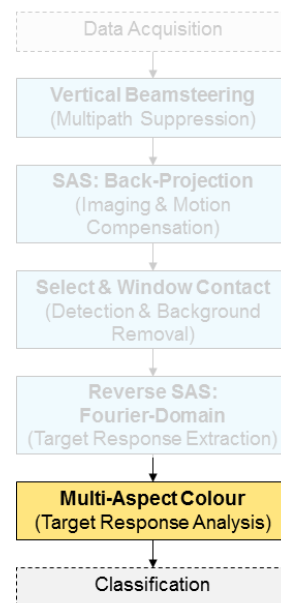 Data Acquisition
Vertical Beamsteering
(Multipath Suppression)
SAS: Back-Projection
(Imaging & Motion
Compensation)
Select & Window Contact
(Detection & Background
Removal)
Reverse SAS:
Fourier-Domain
(Target Response Extraction)
Multi-Aspect Colour
(Target Response Analysis)
Classification